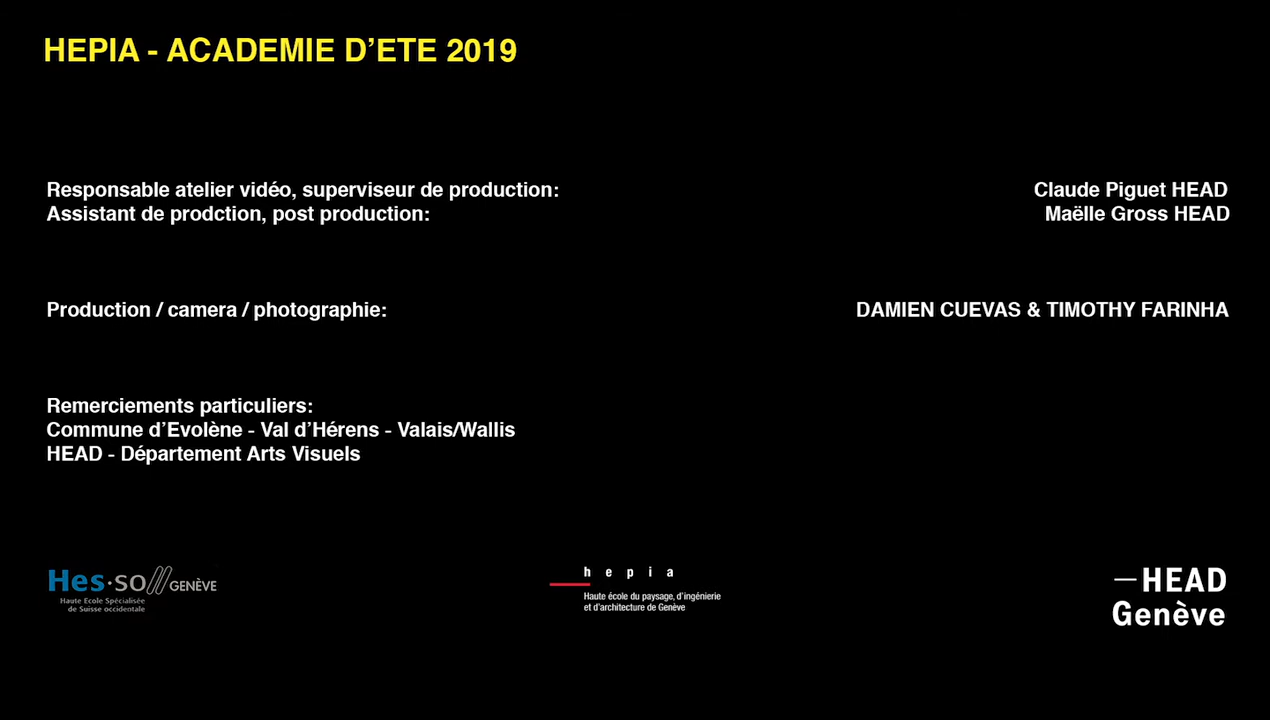 HEPIA - ACADEMIE D’ETE 2019
Responsable atelier vidéo, superviseur de production: Claude Piguet HEAD
Assistant de prodction, post production: Maëlle Gross HEAD
Production / camera / photographie: DAMIEN CUEVAS & TIMOTHY FARINHA
Remerciements particuliers:
Commune d’Evolène - Val d’Hérens - Valais/Wallis
HEAD - Département Arts Visuels
Hes·so GENÈVE
Haute Ecole Spécialisée
de Suisse occidentale
hepia
Haute école du paysage, d’ingénierie
et d’architecture de Genève
—HEAD
Genève